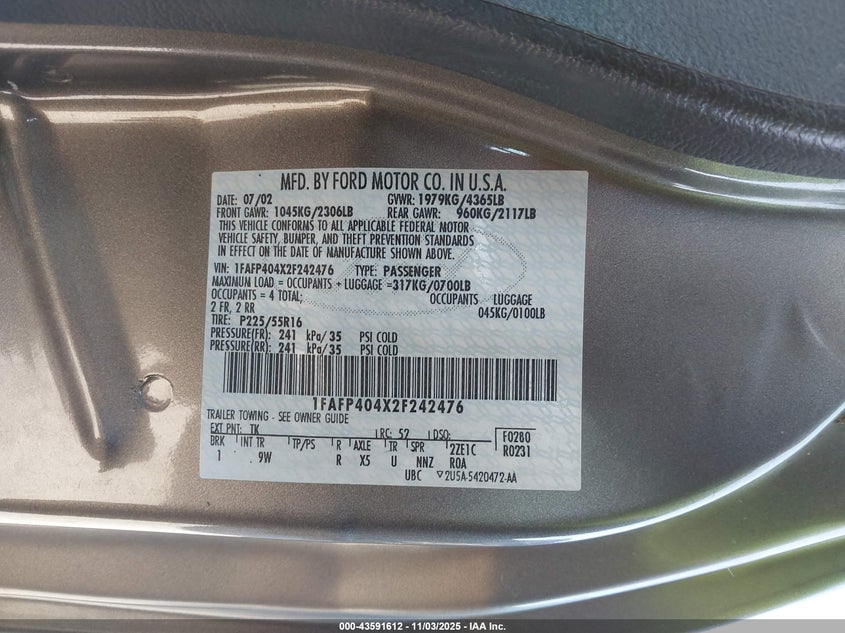 MFD. BY FORD MOTOR CO. IN U.S.A.
DATE: 07/02 GVWR: 1979KG/4365LB
FRONT GAWR: 1045KG/2306LB REAR GAWR: 960KG/2117LB
THIS VEHICLE CONFORMS TO ALL APPLICABLE FEDERAL MOTOR
VEHICLE SAFETY, BUMPER, AND THEFT PREVENTION STANDARDS
IN EFFECT ON THE DATE OF MANUFACTURE SHOWN ABOVE.
VIN: 1FAFP404X2F242476 TYPE: PASSENGER
MAXIMUM LOAD = OCCUPANTS + LUGGAGE =317KG/0700LB
OCCUPANTS = 4 TOTAL; OCCUPANTS LUGGAGE
2 FR, 2 RR 045KG/0100LB
TIRE: P225/55R16
PRESSURE(FR): 241 kPa/35 PSI COLD
PRESSURE(RR): 241 kPa/35 PSI COLD
1FAFP404X2F242476
TRAILER TOWING - SEE OWNER GUIDE
EXT PNT: TK RC: 52 DSO: F0280
BRK INT TR TP/PS R AXLE TR SPR 2ZE1C R0231
1 9W R X5 U NNZ R0A
UBC ▽2U5A-5420472-AA
000-43591612 - 11/03/2025 - IAA Inc.